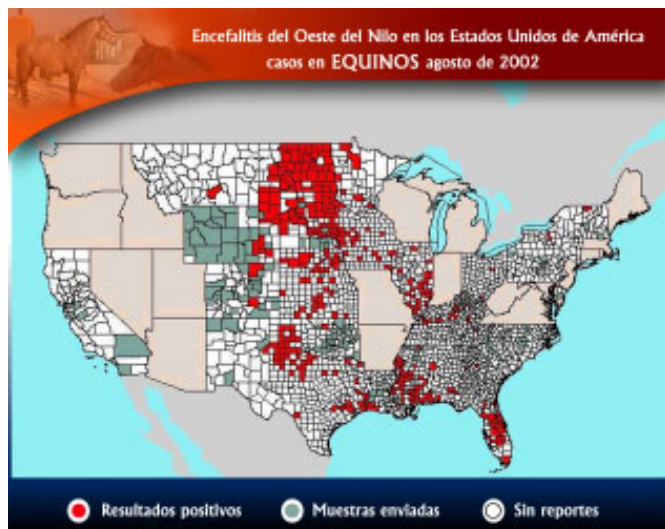 Encefalitis del Oeste del Nilo en los Estados Unidos de América
casos en EQUINOS agosto de 2002
Resultados positivos
Muestras enviadas
Sin reportes